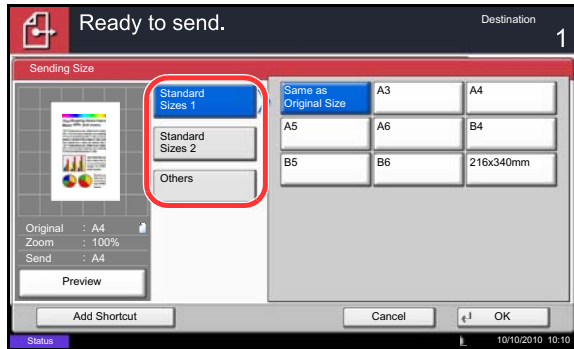 Ready to send.
Destination
1
Sending Size
Standard
Sizes 1
Standard
Sizes 2
Others
Same as
Original Size
A3
A4
A5
A6
B4
B5
B6
216x340mm
Original : A4
Zoom : 100%
Send : A4
Preview
Add Shortcut
Cancel
OK
Status
10/10/2010 10:10